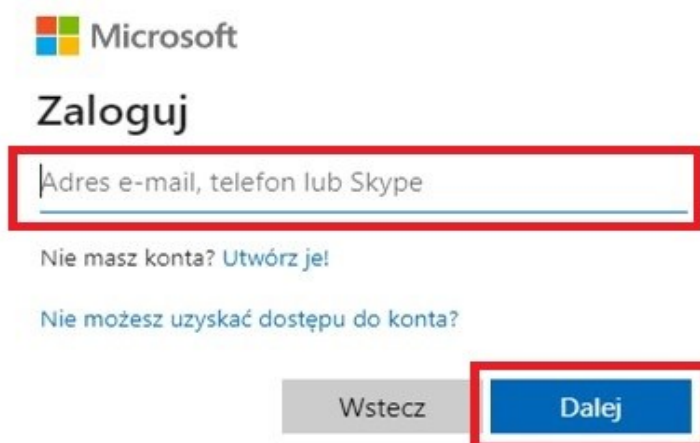 Microsoft
Zaloguj
Adres e-mail, telefon lub Skype
Nie masz konta? Utwórz je!
Nie możesz uzyskać dostępu do konta?
Wstecz
Dalej